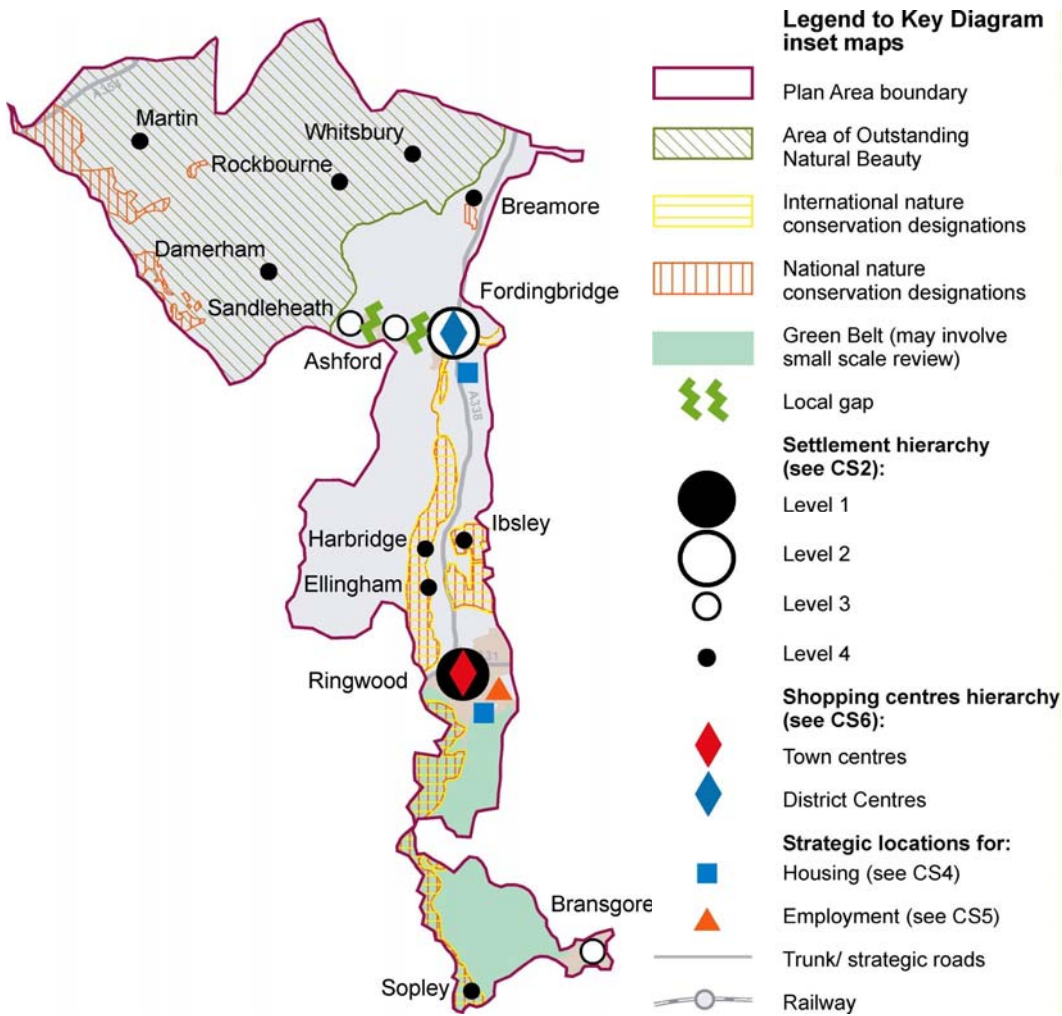 A354
Martin
Whitsbury
Rockbourne
Breamore
Damerham
Fordingbridge
Sandleheath
Ashford
A338
Harbridge
Ibsley
Ellingham
Ringwood
Bransgore
Sopley
Legend to Key Diagram
inset maps
Plan Area boundary
Area of Outstanding
Natural Beauty
International nature
conservation designations
National nature
conservation designations
Green Belt (may involve
small scale review)
Local gap
Settlement hierarchy
(see CS2):
Level 1
Level 2
Level 3
Level 4
Shopping centres hierarchy
(see CS6):
Town centres
District Centres
Strategic locations for:
Housing (see CS4)
Employment (see CS5)
Trunk/ strategic roads
Railway